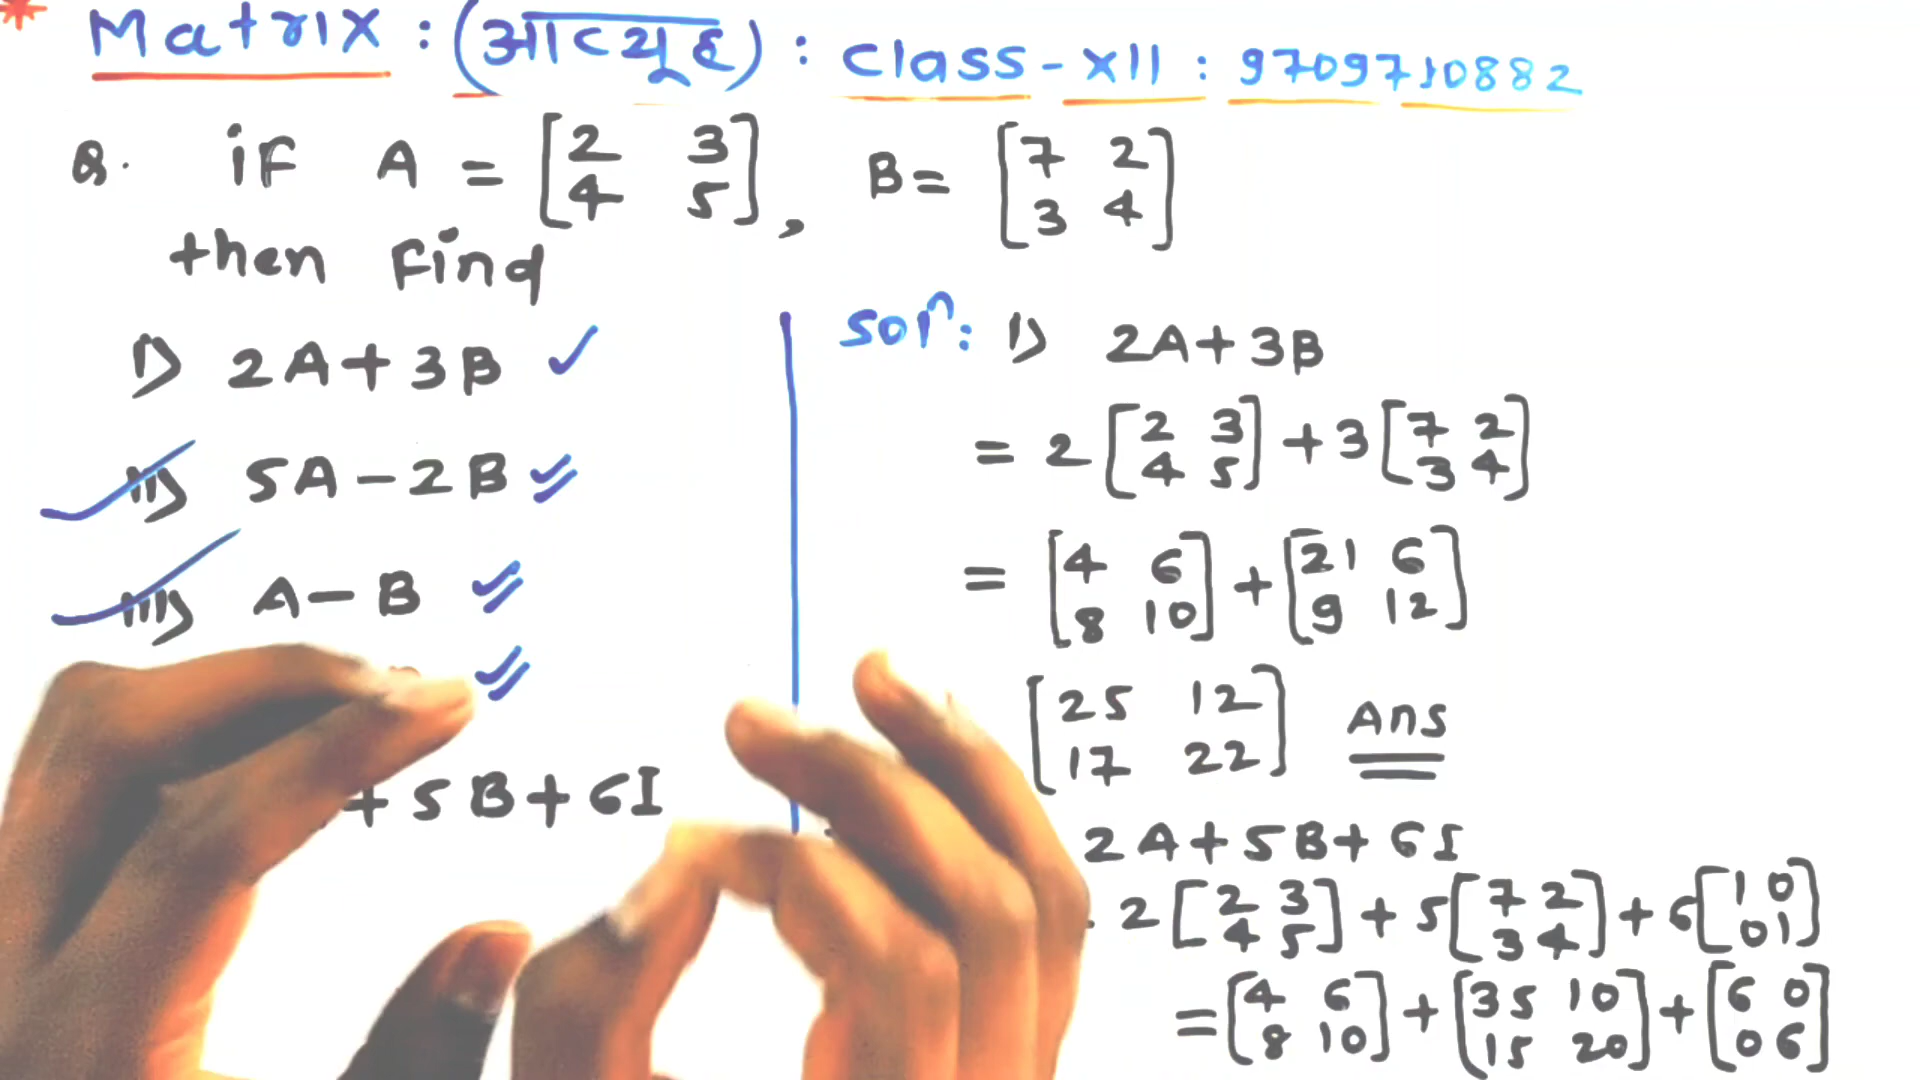 Matrix : (आव्यूह) : Class - XII : 9709710882
Q. if A = [2 3 4 5], B = [7 2 3 4]
then find
i) 2A + 3B ✓
ii) 5A - 2B
iii) A - B
+ 5B + 6I
Solⁿ: i) 2A + 3B
= 2 [2 3 4 5] + 3 [7 2 3 4]
= [4 6 8 10] + [21 6 9 12]
[25 12 17 22] Ans
2A + 5B + 6I
2 [2 3 4 5] + 5 [7 2 3 4] + 6 [1 0 0 1]
= [4 6 8 10] + [35 10 15 20] + [6 0 0 6]